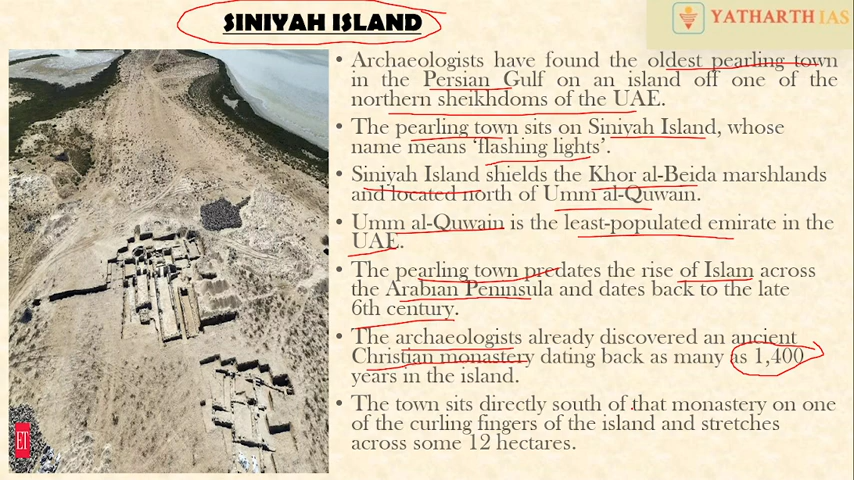 SINIYAH ISLAND
YATHARTH IAS
• Archaeologists have found the oldest pearling town
in the Persian Gulf on an island off one of the
northern sheikhdoms of the UAE.
• The pearling town sits on Siniyah Island, whose
name means ‘flashing lights’.
• Siniyah Island shields the Khor al-Beida marshlands
and located north of Umm al-Quwain.
• Umm al-Quwain is the least-populated emirate in the
UAE.
• The pearling town predates the rise of Islam across
the Arabian Peninsula and dates back to the late
6th century.
• The archaeologists already discovered an ancient
Christian monastery dating back as many as 1,400
years in the island.
• The town sits directly south of that monastery on one
of the curling fingers of the island and stretches
across some 12 hectares.
ET